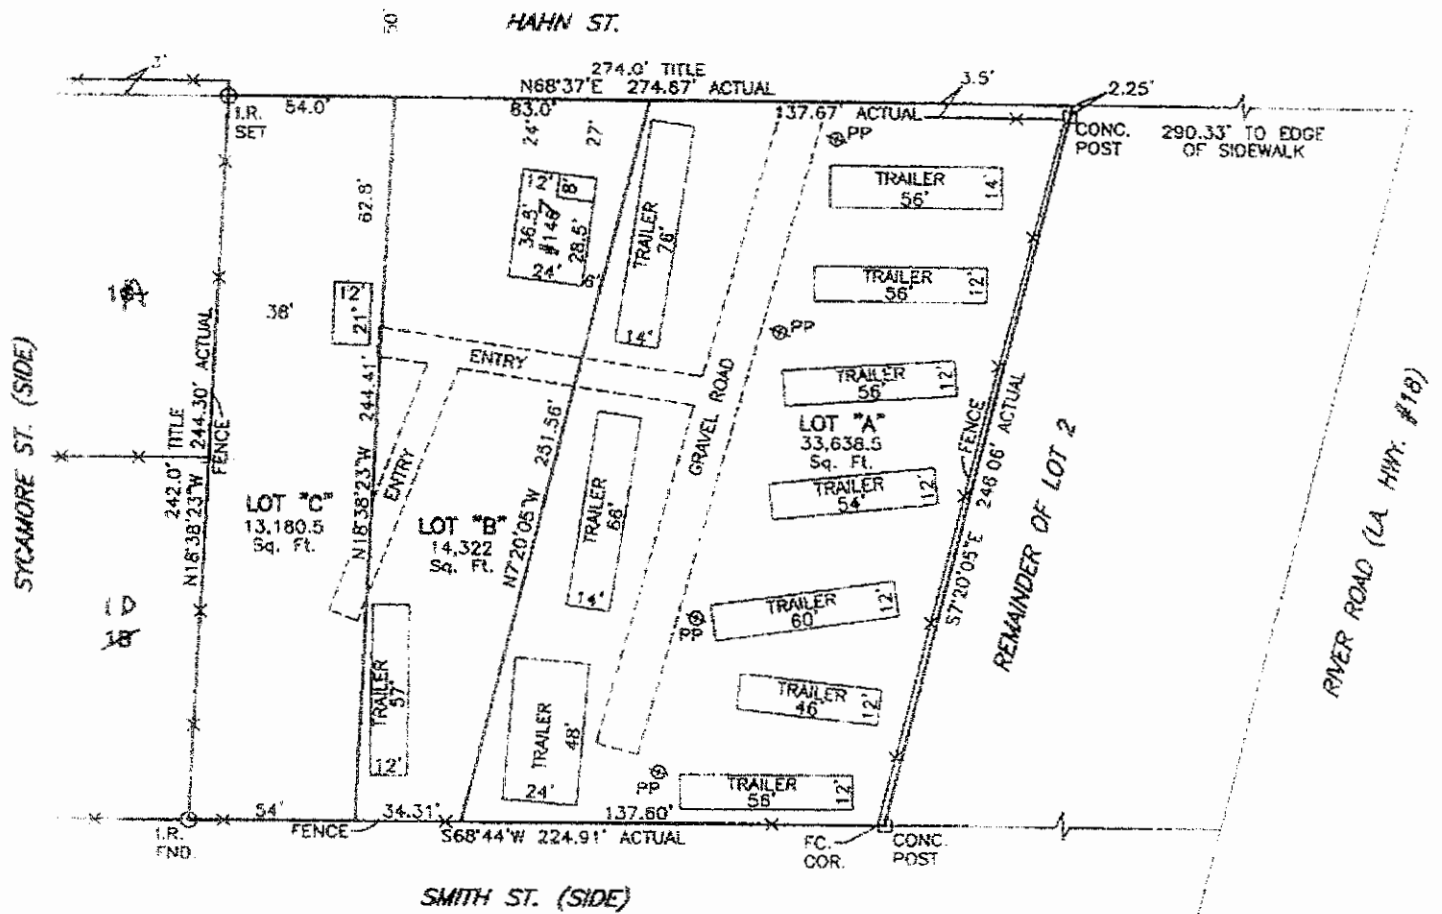 HAHN ST.
50
3'
274.0' TITLE
N68°37'E 274.67' ACTUAL
3.5'
2.25'
54.0'
63.0'
137.67' ACTUAL
I.R.
SET
24'
27'
PP
CONC.
POST
290.33' TO EDGE
OF SIDEWALK
TRAILER
56'
14'
12'
8'
36.5'
#146
28.5'
24'
6'
TRAILER
76'
14'
62.8'
TRAILER
56'
12'
38'
12'
21'
PP
ENTRY
TRAILER
56'
12'
GRAVEL ROAD
LOT "A"
33,638.5
Sq. Ft.
FENCE
S7°20'05"E 246.06' ACTUAL
REMAINDER OF LOT 2
RIVER ROAD (LA. HWY. #18)
SYCAMORE ST. (SIDE)
242.0' TITLE
N18°38'23"W 244.30' ACTUAL
FENCE
N18°38'23"W 244.41'
ENTRY
LOT "C"
13,180.5
Sq. Ft.
LOT "B"
14,322
Sq. Ft.
N7°20'05"W 251.56'
TRAILER
66'
14'
TRAILER
54'
12'
1D
1B
TRAILER
60'
12'
PP
TRAILER
57'
12'
TRAILER
48'
24'
TRAILER
46'
12'
PP
TRAILER
56'
12'
54'
FENCE
34.31'
137.60'
S68°44'W 224.91' ACTUAL
I.R.
FND.
FC.
COR.
CONC.
POST
SMITH ST. (SIDE)